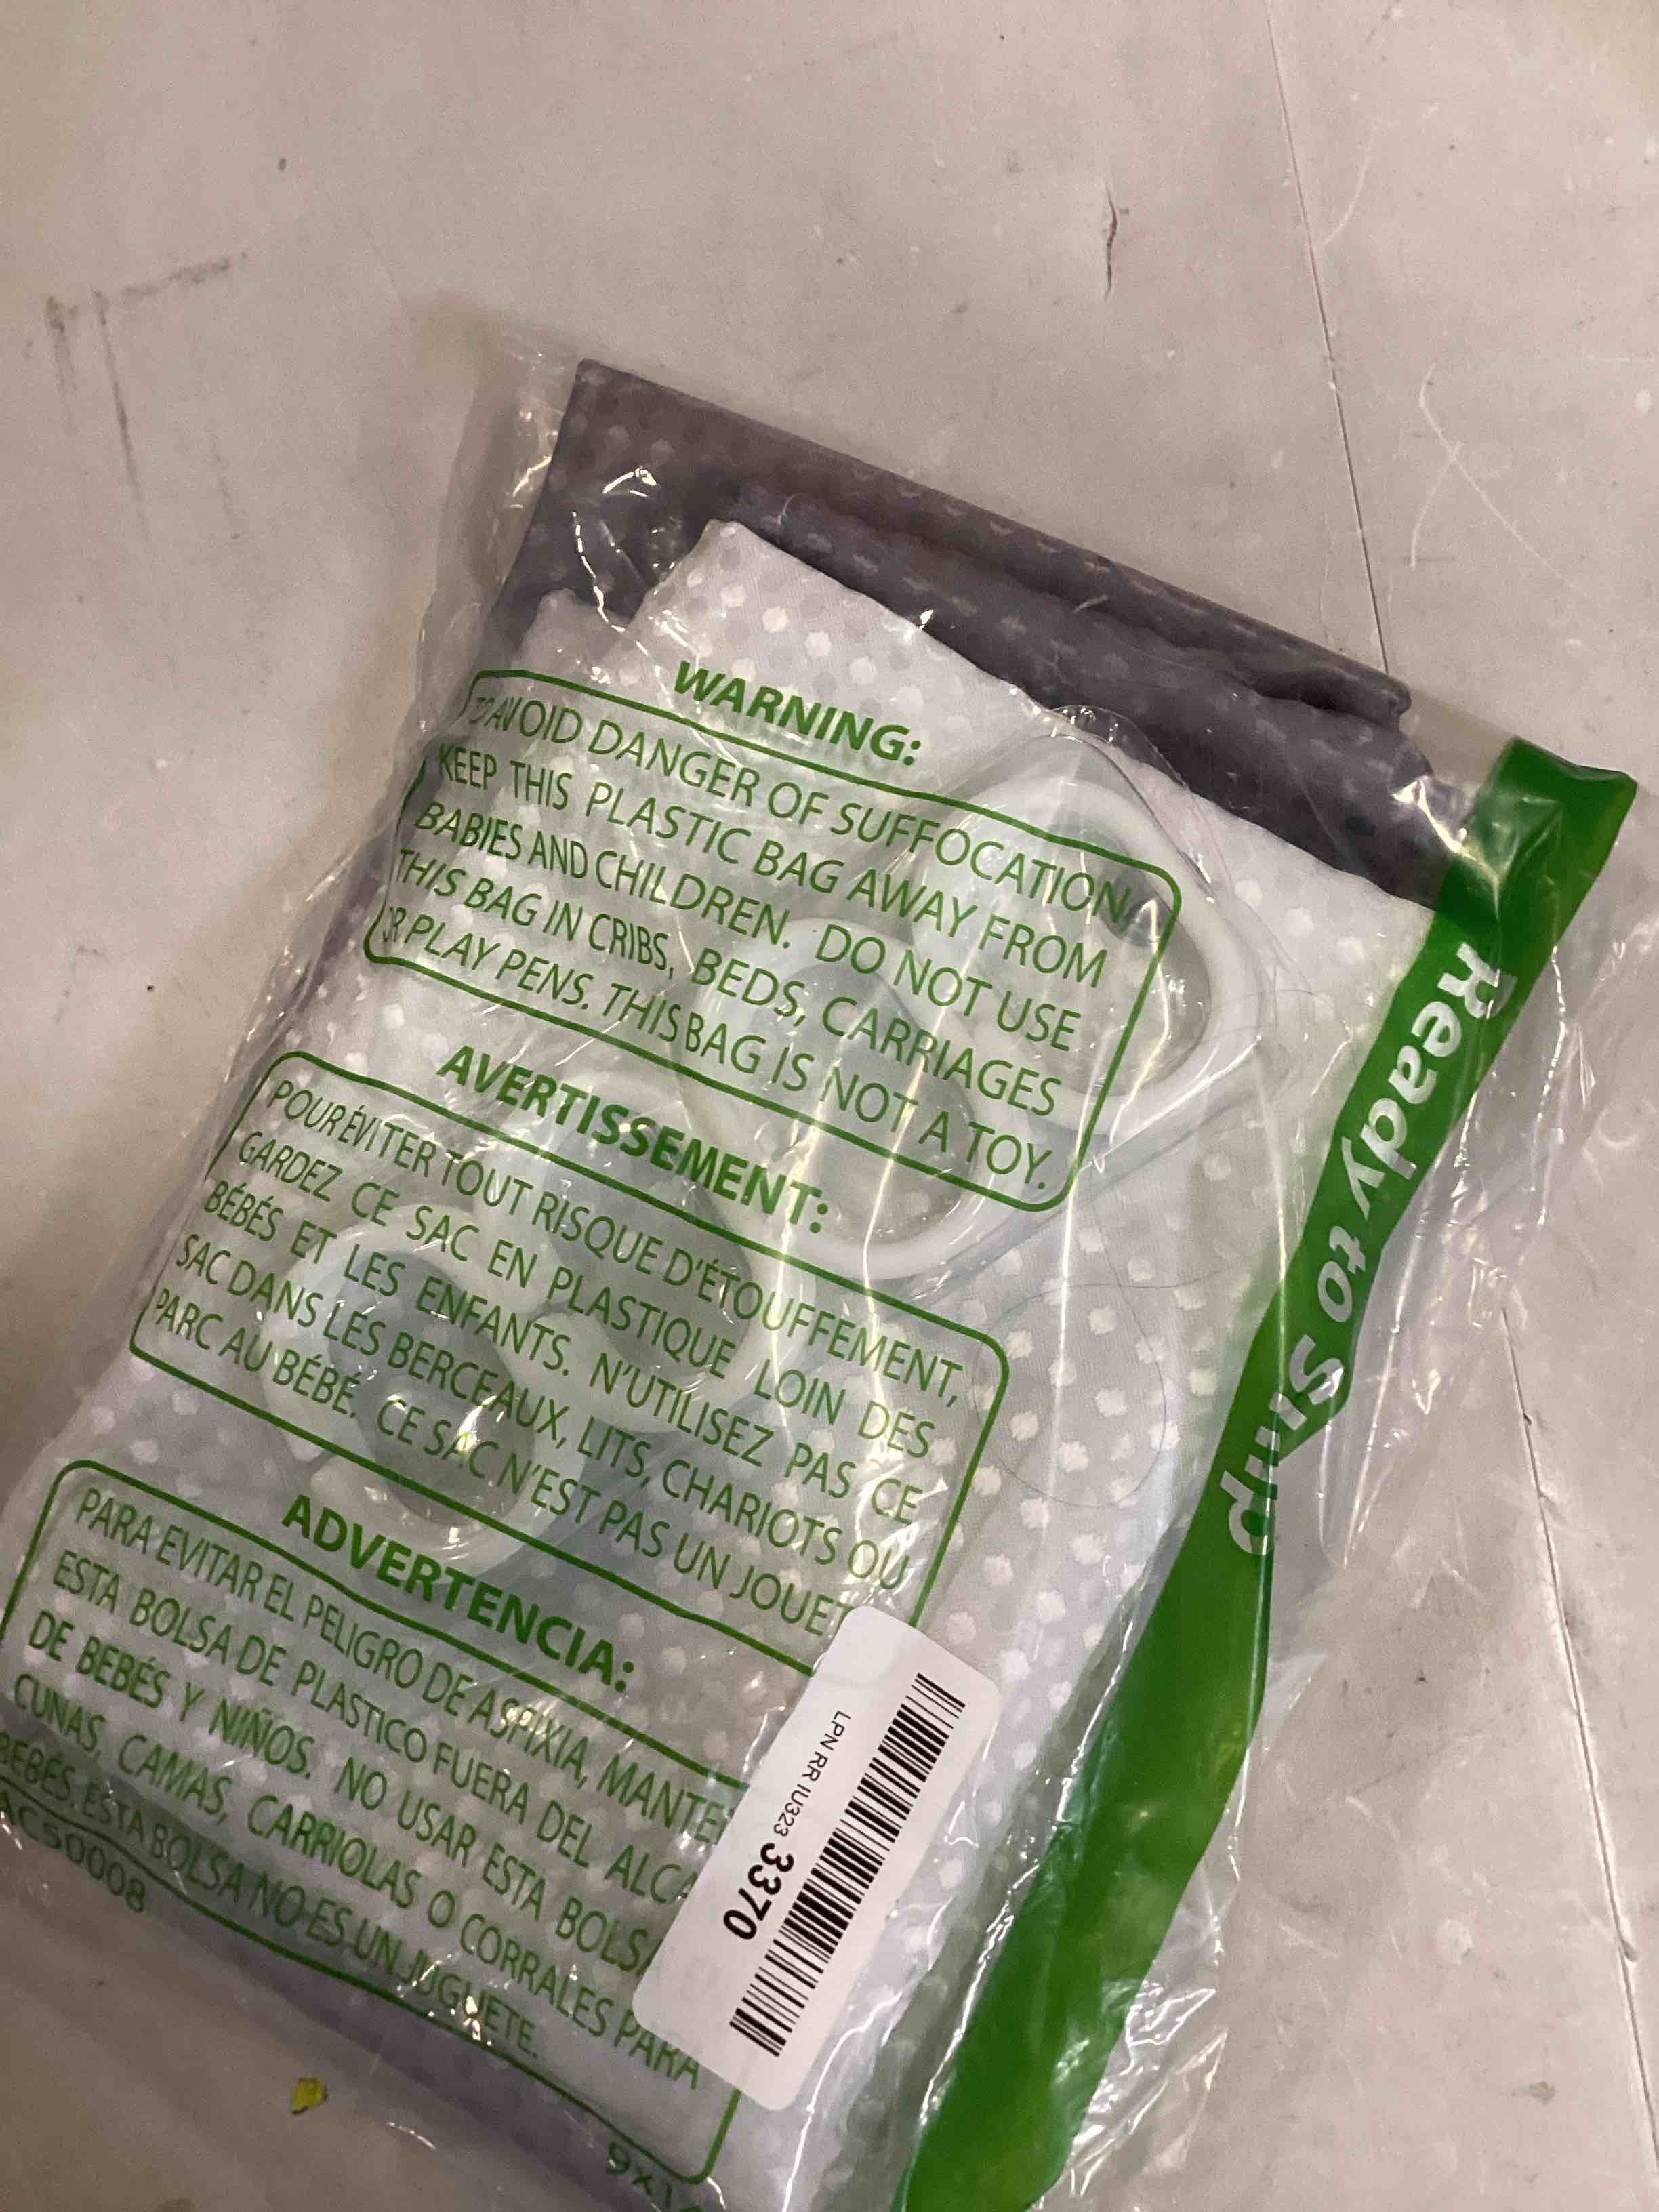 WARNING:
TO AVOID DANGER OF SUFFOCATION,
KEEP THIS PLASTIC BAG AWAY FROM
BABIES AND CHILDREN. DO NOT USE
THIS BAG IN CRIBS, BEDS, CARRIAGES
OR PLAY PENS. THIS BAG IS NOT A TOY.
AVERTISSEMENT:
POUR ÉVITER TOUT RISQUE D'ÉTOUFFEMENT,
GARDEZ CE SAC EN PLASTIQUE LOIN DES
BÉBÉS ET LES ENFANTS. N'UTILISEZ PAS CE
SAC DANS LES BERCEAUX, LITS, CHARIOTS OU
PARC AU BÉBÉ. CE SAC N'EST PAS UN JOUET
ADVERTENCIA:
PARA EVITAR EL PELIGRO DE ASFIXIA, MANTE
ESTA BOLSA DE PLASTICO FUERA DEL ALCA
DE BEBÉS Y NIÑOS. NO USAR ESTA BOLSA
CUNAS, CAMAS, CARRIOLAS O CORRALES PARA
BEBÉS, ESTA BOLSA NO ES UN JUGUETE.
AC50008
Ready to Ship
LPN RR IU323 3370